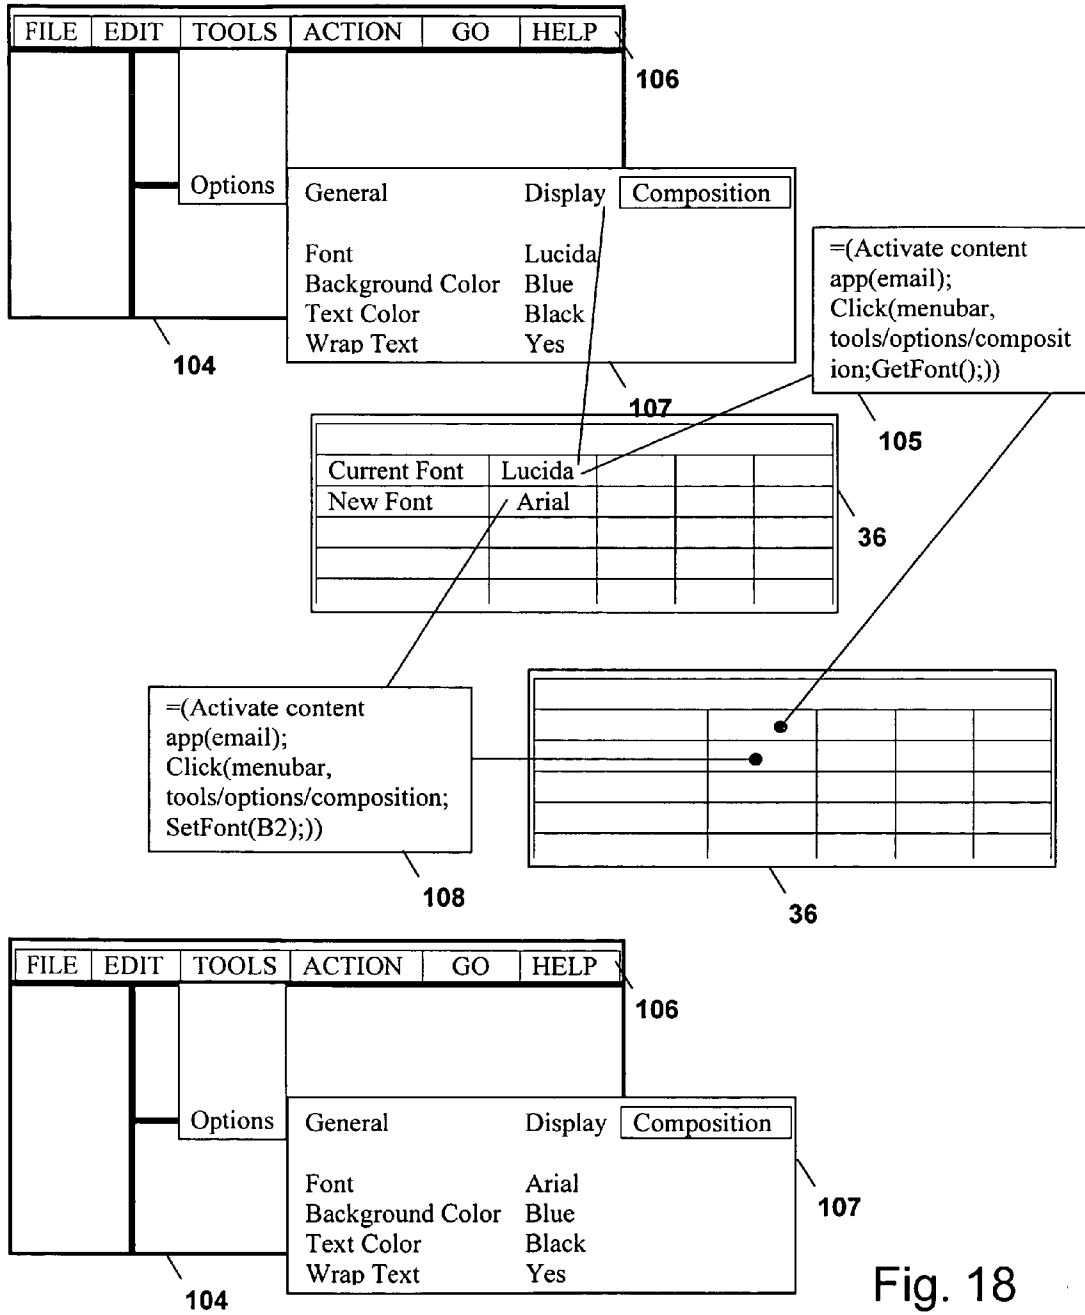 FILE EDIT TOOLS ACTION GO HELP
106
Options
General Display Composition
Font Lucida
Background Color Blue
Text Color Black
Wrap Text Yes
104
107
=(Activate content
app(email);
Click(menubar,
tools/options/composit
ion;GetFont();))
105
Current Font Lucida
New Font Arial
36
=(Activate content
app(email);
Click(menubar,
tools/options/composition;
SetFont(B2);))
108
36
FILE EDIT TOOLS ACTION GO HELP
106
Options
General Display Composition
Font Arial
Background Color Blue
Text Color Black
Wrap Text Yes
107
104
Fig. 18